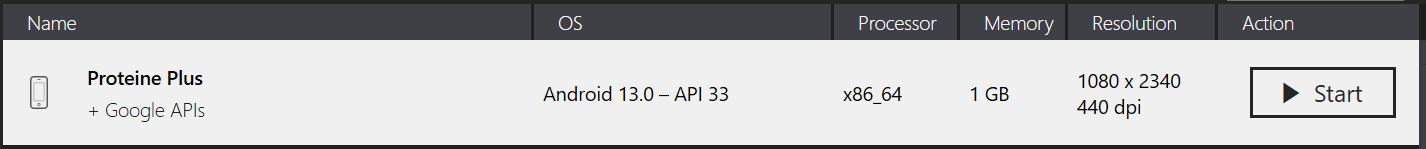 Name OS Processor Memory Resolution Action
Proteine Plus
+ Google APIs
Android 13.0 – API 33
x86_64
1 GB
1080 x 2340
440 dpi
Start